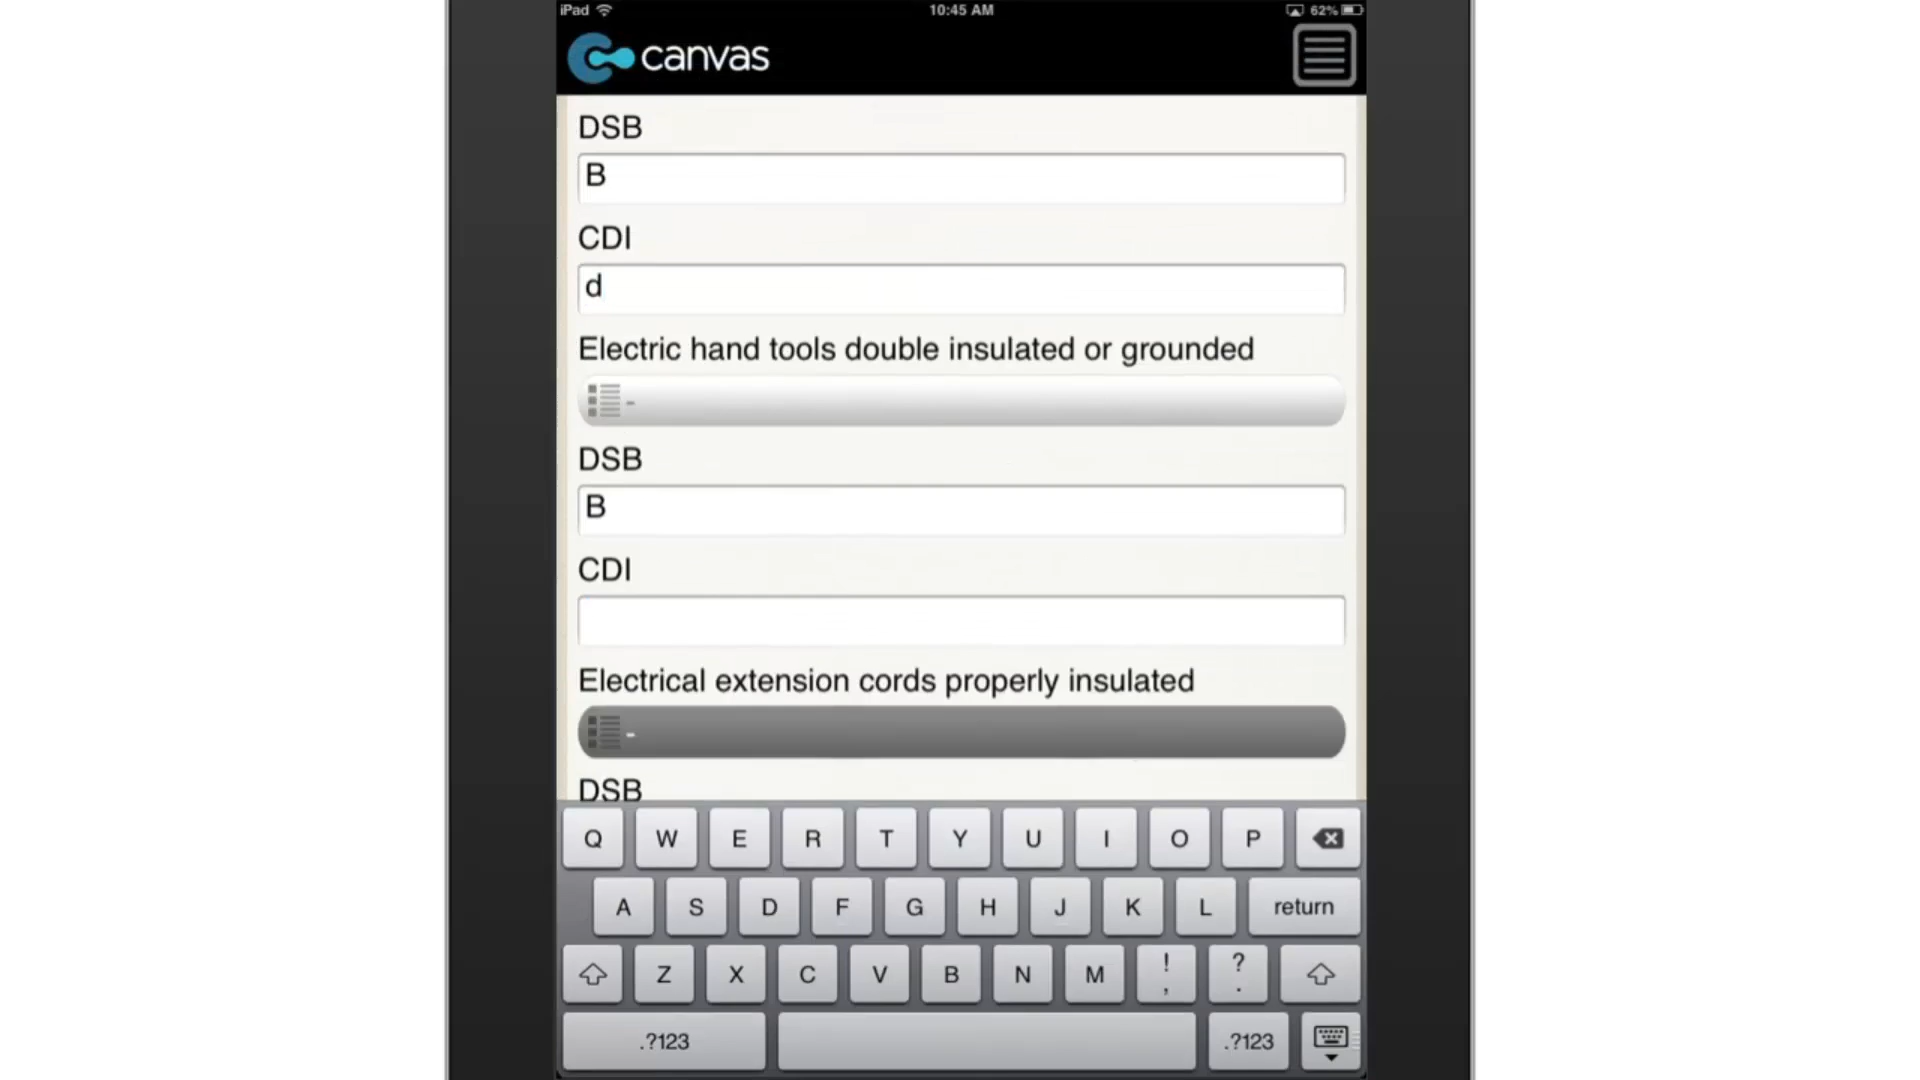 iPad 10:45 AM 62%
canvas
DSB
B
CDI
d
Electric hand tools double insulated or grounded
-
DSB
B
CDI
Electrical extension cords properly insulated
-
DSB
Q W E R T Y U I O P
A S D F G H J K L return
Z X C V B N M ! , ? .
.?123 .?123